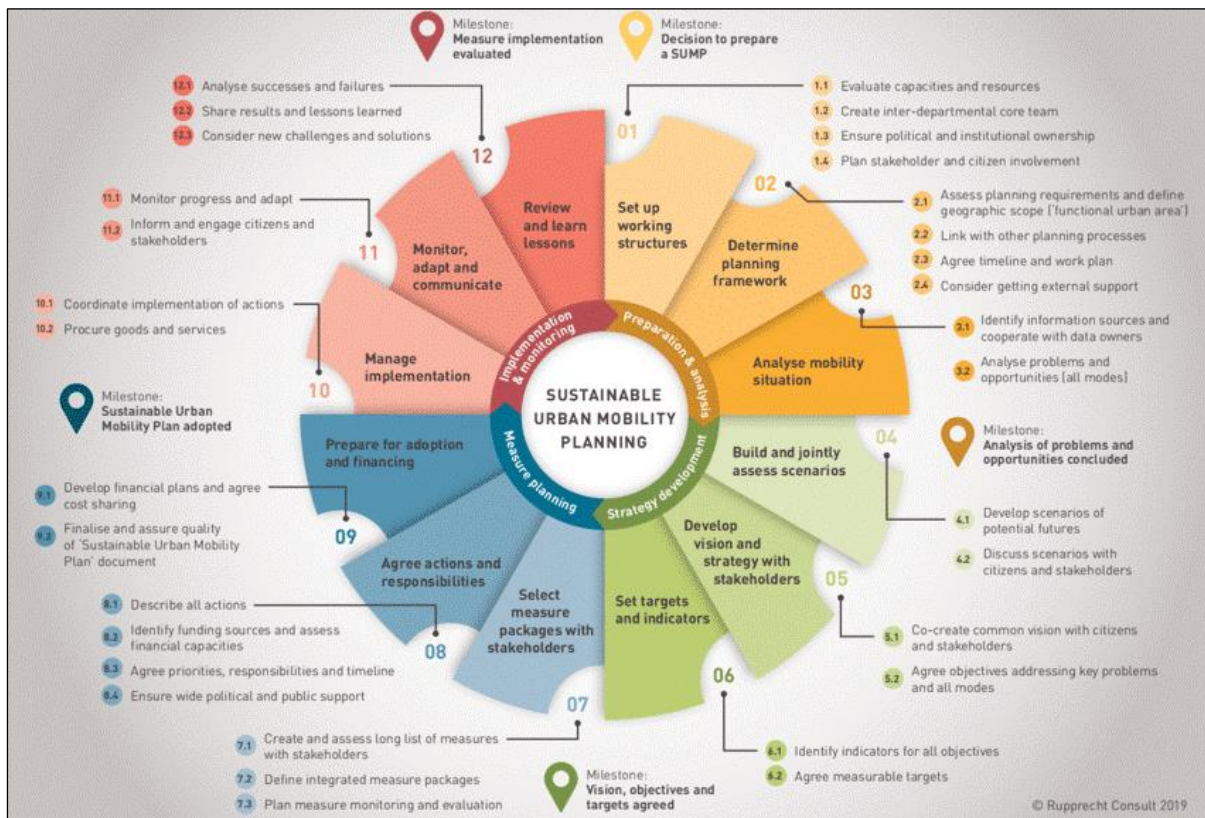 Milestone:
Measure implementation
evaluated
Milestone:
Decision to prepare
a SUMP
12.1 Analyse successes and failures
12.2 Share results and lessons learned
12.3 Consider new challenges and solutions
1.1 Evaluate capacities and resources
1.2 Create inter-departmental core team
1.3 Ensure political and institutional ownership
1.4 Plan stakeholder and citizen involvement
11.1 Monitor progress and adapt
11.2 Inform and engage citizens and
stakeholders
2.1 Assess planning requirements and define
geographic scope ('functional urban area')
2.2 Link with other planning processes
2.3 Agree timeline and work plan
2.4 Consider getting external support
10.1 Coordinate implementation of actions
10.2 Procure goods and services
3.1 Identify information sources and
cooperate with data owners
3.2 Analyse problems and
opportunities (all modes)
Milestone:
Sustainable Urban
Mobility Plan adopted
Milestone:
Analysis of problems and
opportunities concluded
01
Set up
working
structures
02
Determine
planning
framework
03
Analyse mobility
situation
04
Build and jointly
assess scenarios
05
Develop
vision and
strategy with
stakeholders
06
Set targets
and indicators
07
Select
measure
packages with
stakeholders
08
Agree actions and
responsibilities
09
Prepare for adoption
and financing
10
Manage
implementation
11
Monitor,
adapt and
communicate
12
Review
and learn
lessons
Preparation & analysis
Strategy development
Measure planning
Implementation
& monitoring
SUSTAINABLE
URBAN MOBILITY
PLANNING
9.1 Develop financial plans and agree
cost sharing
9.2 Finalise and assure quality
of 'Sustainable Urban Mobility
Plan' document
4.1 Develop scenarios of
potential futures
4.2 Discuss scenarios with
citizens and stakeholders
8.1 Describe all actions
8.2 Identify funding sources and assess
financial capacities
8.3 Agree priorities, responsibilities and timeline
8.4 Ensure wide political and public support
5.1 Co-create common vision with citizens
and stakeholders
5.2 Agree objectives addressing key problems
and all modes
7.1 Create and assess long list of measures
with stakeholders
7.2 Define integrated measure packages
7.3 Plan measure monitoring and evaluation
Milestone:
Vision, objectives and
targets agreed
6.1 Identify indicators for all objectives
6.2 Agree measurable targets
© Rupprecht Consult 2019